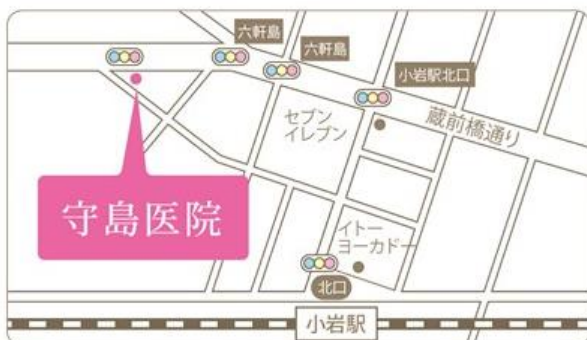 六軒島
六軒島
小岩駅北口
セブン
イレブン
蔵前橋通り
守島医院
イトー
ヨーカドー
北口
小岩駅